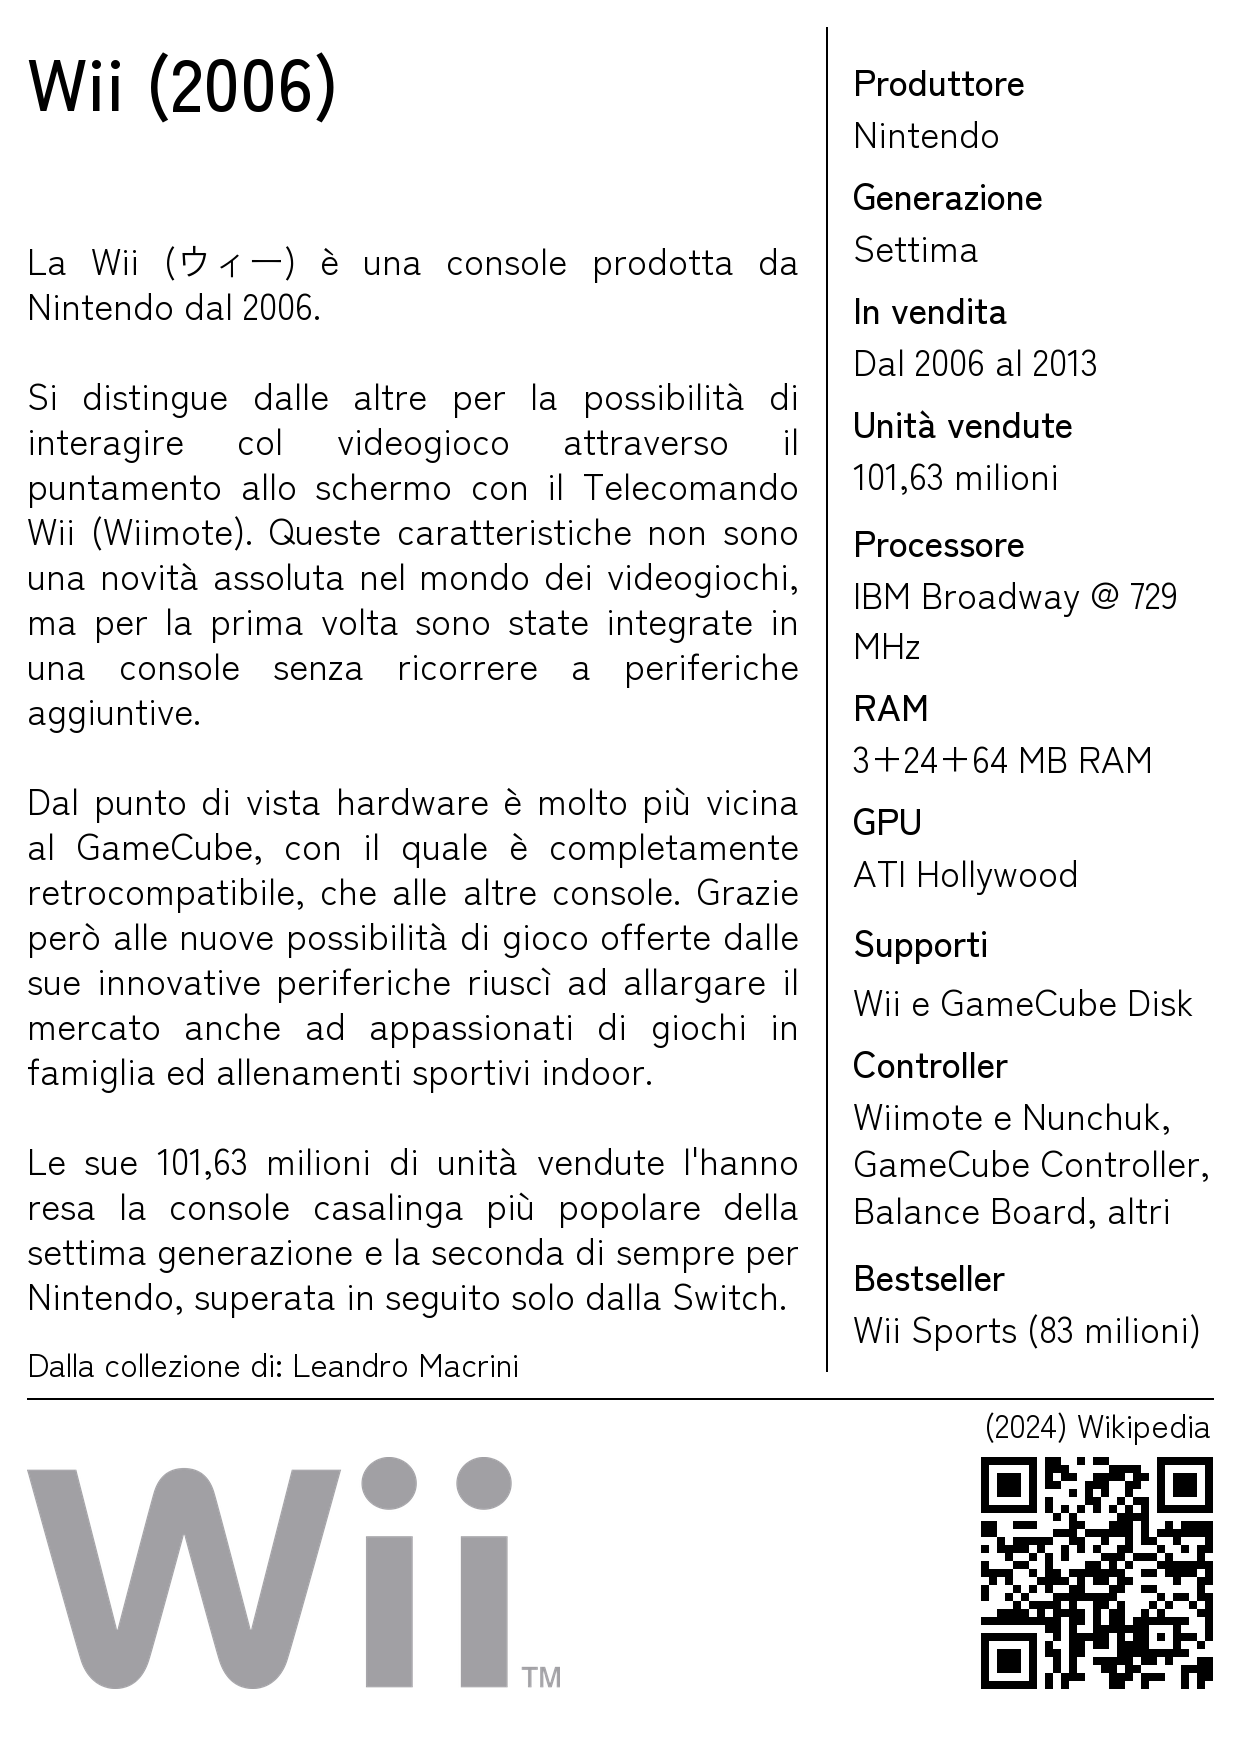 Wii (2006)
La Wii (ウィー) è una console prodotta da
Nintendo dal 2006.
Si distingue dalle altre per la possibilità di
interagire col videogioco attraverso il
puntamento allo schermo con il Telecomando
Wii (Wiimote). Queste caratteristiche non sono
una novità assoluta nel mondo dei videogiochi,
ma per la prima volta sono state integrate in
una console senza ricorrere a periferiche
aggiuntive.
Dal punto di vista hardware è molto più vicina
al GameCube, con il quale è completamente
retrocompatibile, che alle altre console. Grazie
però alle nuove possibilità di gioco offerte dalle
sue innovative periferiche riuscì ad allargare il
mercato anche ad appassionati di giochi in
famiglia ed allenamenti sportivi indoor.
Le sue 101,63 milioni di unità vendute l'hanno
resa la console casalinga più popolare della
settima generazione e la seconda di sempre per
Nintendo, superata in seguito solo dalla Switch.
Dalla collezione di: Leandro Macrini
Produttore
Nintendo
Generazione
Settima
In vendita
Dal 2006 al 2013
Unità vendute
101,63 milioni
Processore
IBM Broadway @ 729
MHz
RAM
3+24+64 MB RAM
GPU
ATI Hollywood
Supporti
Wii e GameCube Disk
Controller
Wiimote e Nunchuk,
GameCube Controller,
Balance Board, altri
Bestseller
Wii Sports (83 milioni)
(2024) Wikipedia
Wii TM